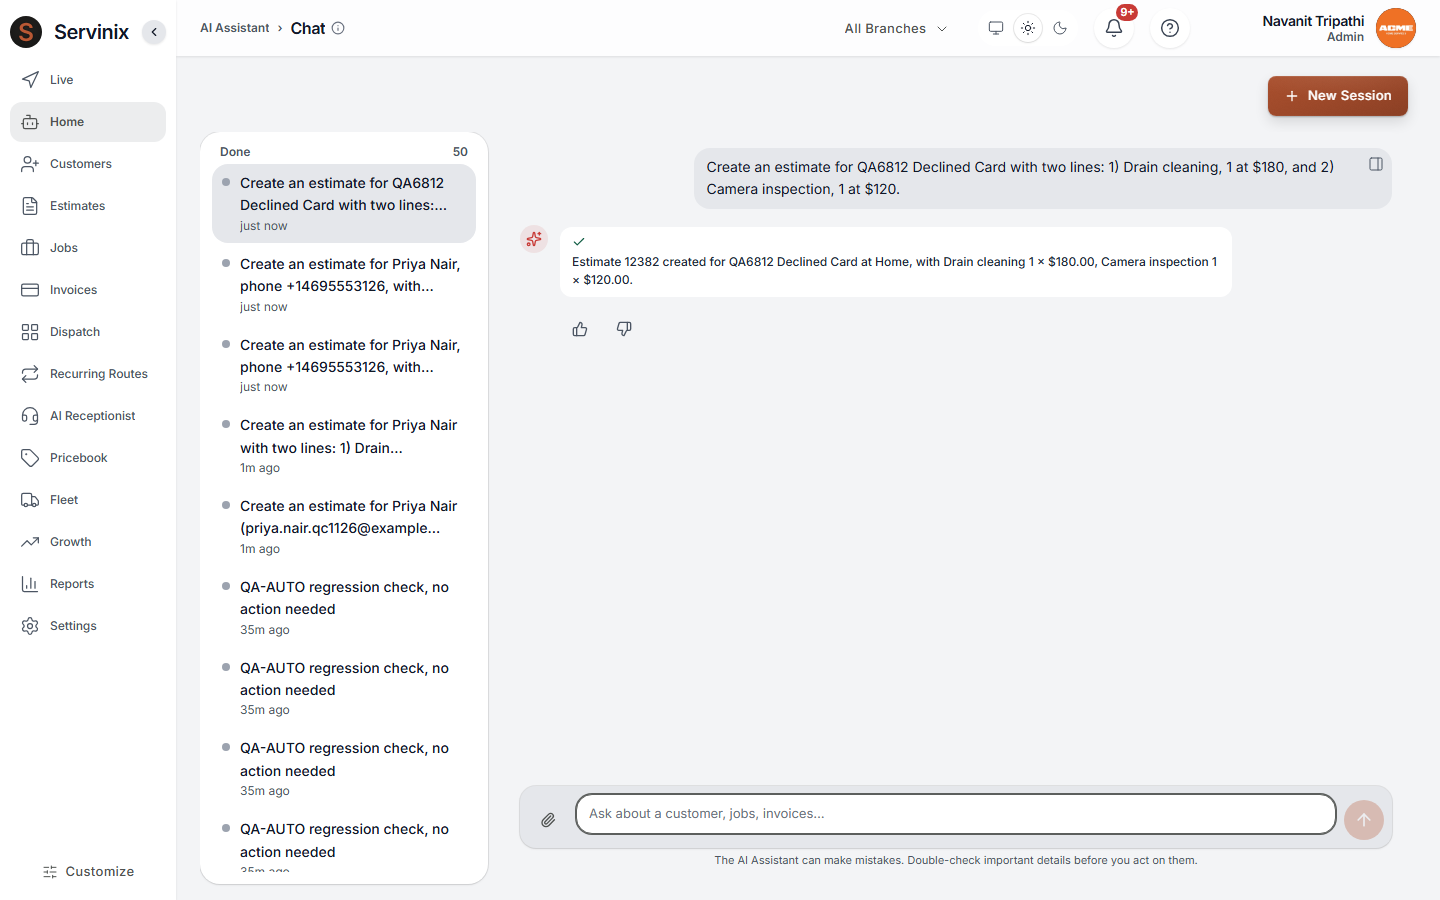 Servinix
Live
Home
Customers
Estimates
Jobs
Invoices
Dispatch
Recurring Routes
AI Receptionist
Pricebook
Fleet
Growth
Reports
Settings
Customize
AI Assistant › Chat
All Branches
9+
Navanit Tripathi
Admin
ACME
New Session
Done 50
Create an estimate for QA6812
Declined Card with two lines:...
just now
Create an estimate for Priya Nair,
phone +14695553126, with...
just now
Create an estimate for Priya Nair,
phone +14695553126, with...
just now
Create an estimate for Priya Nair
with two lines: 1) Drain...
1m ago
Create an estimate for Priya Nair
(priya.nair.qc1126@example...
1m ago
QA-AUTO regression check, no
action needed
35m ago
QA-AUTO regression check, no
action needed
35m ago
QA-AUTO regression check, no
action needed
35m ago
QA-AUTO regression check, no
action needed
35m ago
Create an estimate for QA6812 Declined Card with two lines: 1) Drain cleaning, 1 at $180, and 2)
Camera inspection, 1 at $120.
Estimate 12382 created for QA6812 Declined Card at Home, with Drain cleaning 1 × $180.00, Camera inspection 1
× $120.00.
Ask about a customer, jobs, invoices...
The AI Assistant can make mistakes. Double-check important details before you act on them.